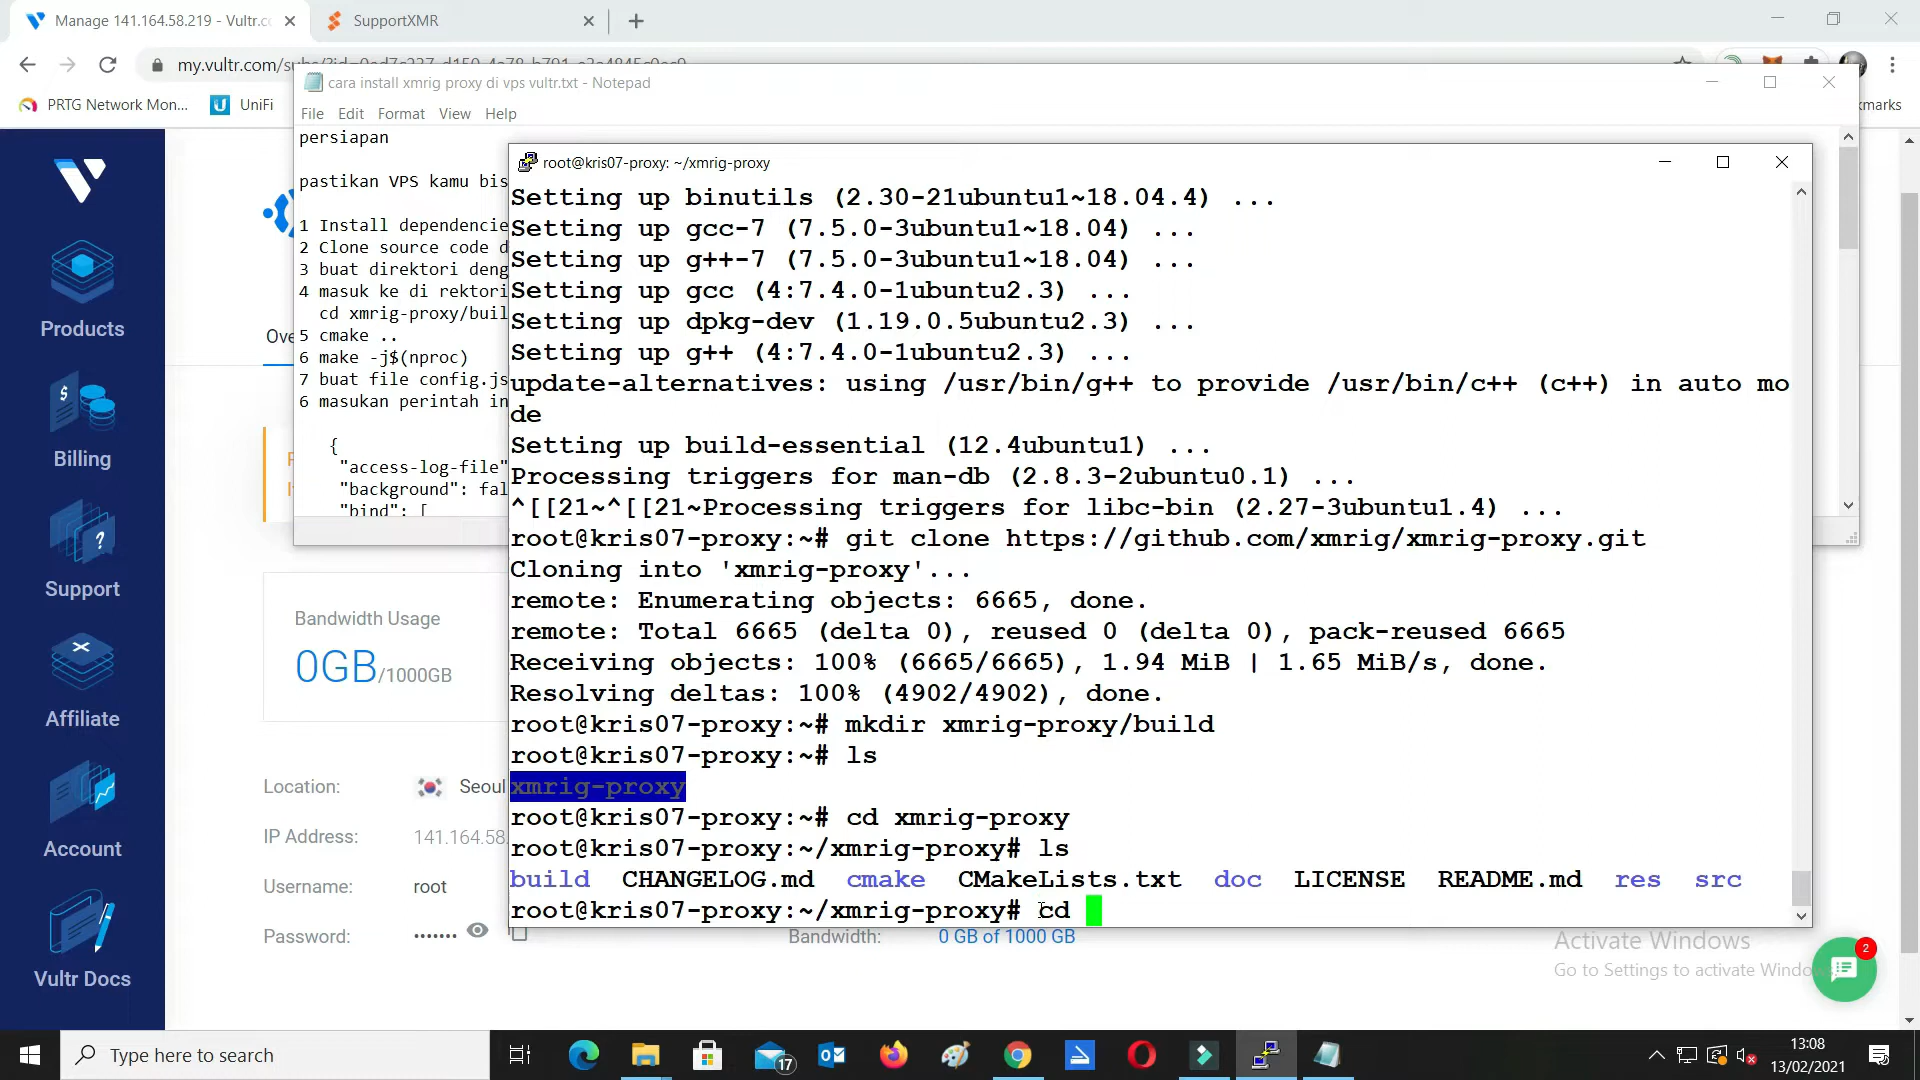 Manage 141.164.58.219 - Vultr.c
SupportXMR
my.vultr.com/subs/?id=
PRTG Network Mon...
UniFi
kmarks
cara install xmrig proxy di vps vultr.txt - Notepad
File Edit Format View Help
persiapan
pastikan VPS kamu bis
1 Install dependencie
2 Clone source code d
3 buat direktori deng
4 masuk ke di rektori
cd xmrig-proxy/buil
5 cmake ..
6 make -j$(nproc)
7 buat file config.js
6 masukan perintah in
{
"access-log-file"
"background": fal
"bind": [
root@kris07-proxy: ~/xmrig-proxy
Setting up binutils (2.30-21ubuntu1~18.04.4) ...
Setting up gcc-7 (7.5.0-3ubuntu1~18.04) ...
Setting up g++-7 (7.5.0-3ubuntu1~18.04) ...
Setting up gcc (4:7.4.0-1ubuntu2.3) ...
Setting up dpkg-dev (1.19.0.5ubuntu2.3) ...
Setting up g++ (4:7.4.0-1ubuntu2.3) ...
update-alternatives: using /usr/bin/g++ to provide /usr/bin/c++ (c++) in auto mo
de
Setting up build-essential (12.4ubuntu1) ...
Processing triggers for man-db (2.8.3-2ubuntu0.1) ...
^[[21~^[[21~Processing triggers for libc-bin (2.27-3ubuntu1.4) ...
root@kris07-proxy:~# git clone https://github.com/xmrig/xmrig-proxy.git
Cloning into 'xmrig-proxy'...
remote: Enumerating objects: 6665, done.
remote: Total 6665 (delta 0), reused 0 (delta 0), pack-reused 6665
Receiving objects: 100% (6665/6665), 1.94 MiB | 1.65 MiB/s, done.
Resolving deltas: 100% (4902/4902), done.
root@kris07-proxy:~# mkdir xmrig-proxy/build
root@kris07-proxy:~# ls
xmrig-proxy
root@kris07-proxy:~# cd xmrig-proxy
root@kris07-proxy:~/xmrig-proxy# ls
build CHANGELOG.md cmake CMakeLists.txt doc LICENSE README.md res src
root@kris07-proxy:~/xmrig-proxy# cd
Products
Billing
Support
Affiliate
Account
Vultr Docs
Ove
Bandwidth Usage
0GB/1000GB
Location: Seoul
IP Address: 141.164.58.
Username: root
Password: •••••••
Bandwidth: 0 GB of 1000 GB
Activate Windows
Go to Settings to activate Windo
2
Type here to search
17
13:08
13/02/2021